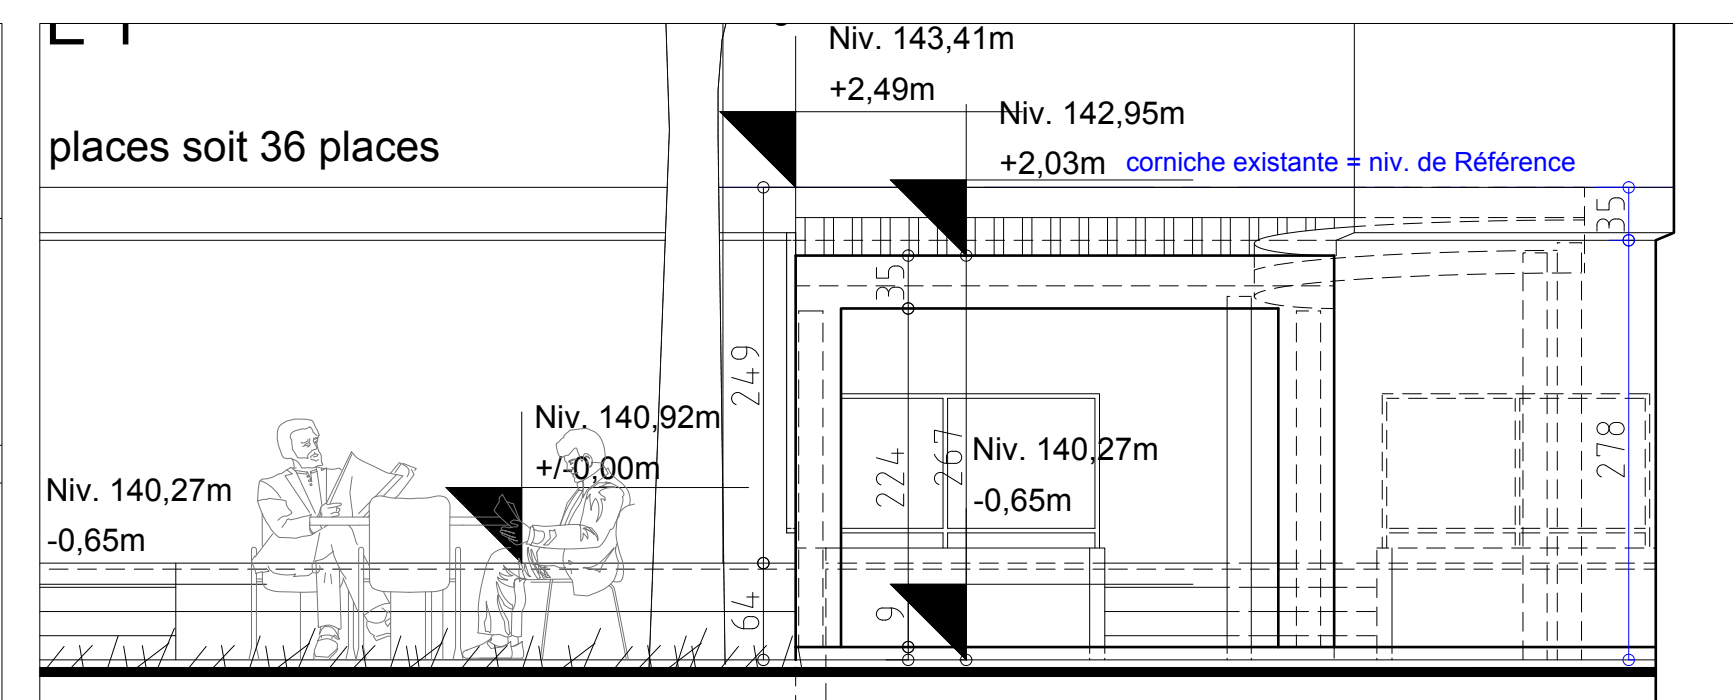 Niv. 143,41m
+2,49m
Niv. 142,95m
+2,03m corniche existante = niv. de Référence
places soit 36 places
35
35
249
Niv. 140,92m
+/-0,00m
Niv. 140,27m
-0,65m
224
267
Niv. 140,27m
-0,65m
278
64
9